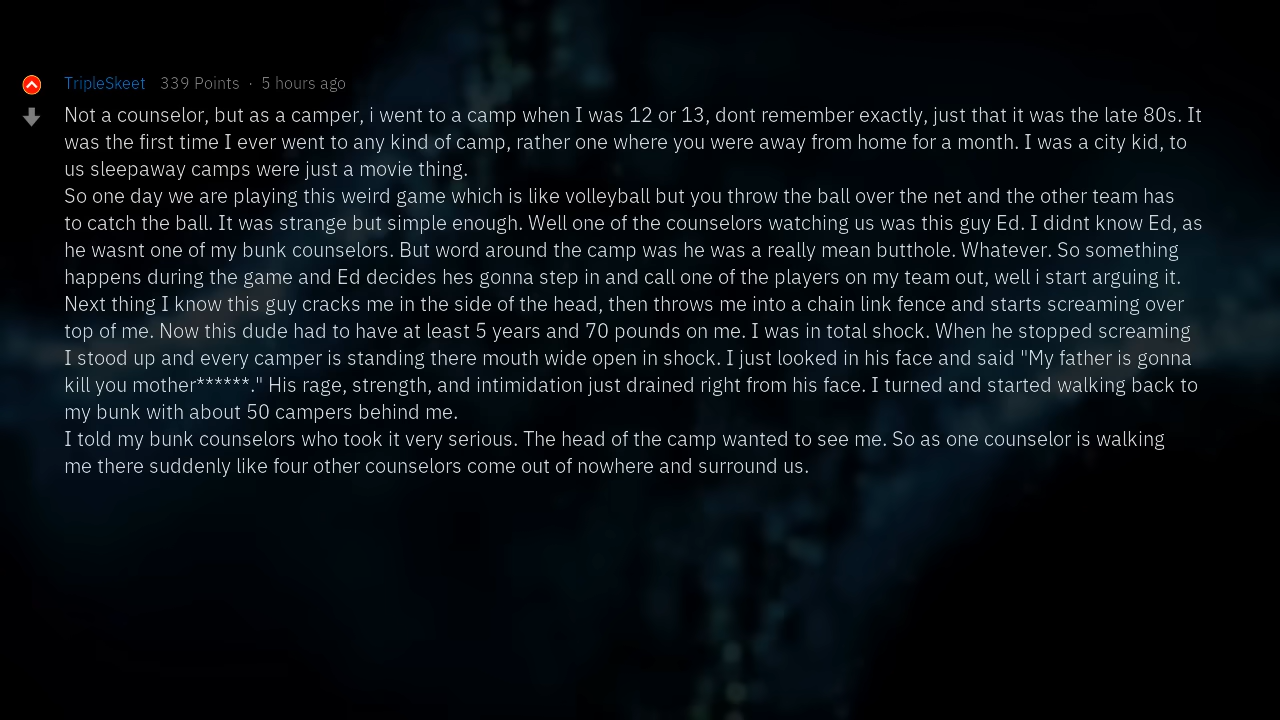 TripleSkeet 339 Points · 5 hours ago
Not a counselor, but as a camper, i went to a camp when I was 12 or 13, dont remember exactly, just that it was the late 80s. It
was the first time I ever went to any kind of camp, rather one where you were away from home for a month. I was a city kid, to
us sleepaway camps were just a movie thing.
So one day we are playing this weird game which is like volleyball but you throw the ball over the net and the other team has
to catch the ball. It was strange but simple enough. Well one of the counselors watching us was this guy Ed. I didnt know Ed, as
he wasnt one of my bunk counselors. But word around the camp was he was a really mean butthole. Whatever. So something
happens during the game and Ed decides hes gonna step in and call one of the players on my team out, well i start arguing it.
Next thing I know this guy cracks me in the side of the head, then throws me into a chain link fence and starts screaming over
top of me. Now this dude had to have at least 5 years and 70 pounds on me. I was in total shock. When he stopped screaming
I stood up and every camper is standing there mouth wide open in shock. I just looked in his face and said "My father is gonna
kill you mother******." His rage, strength, and intimidation just drained right from his face. I turned and started walking back to
my bunk with about 50 campers behind me.
I told my bunk counselors who took it very serious. The head of the camp wanted to see me. So as one counselor is walking
me there suddenly like four other counselors come out of nowhere and surround us.